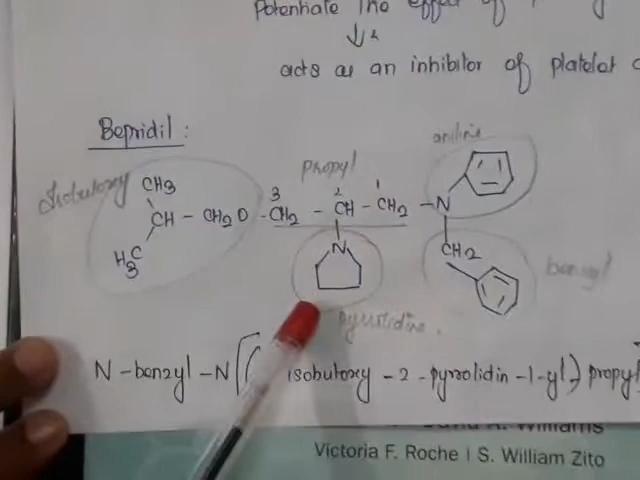 Potentiate the effect of
acts as an inhibitor of platelet
Bepridil :
aniline
propyl
Isobutoxy
CH3
3 2 1
CH - CH2O - CH2 - CH - CH2 - N
H3C
N
CH2
benzyl
pyrrolidine.
N - benzyl - N [( isobutoxy - 2 - pyrrolidin - 1 - yl) propyl
Victoria F. Roche | S. William Zito